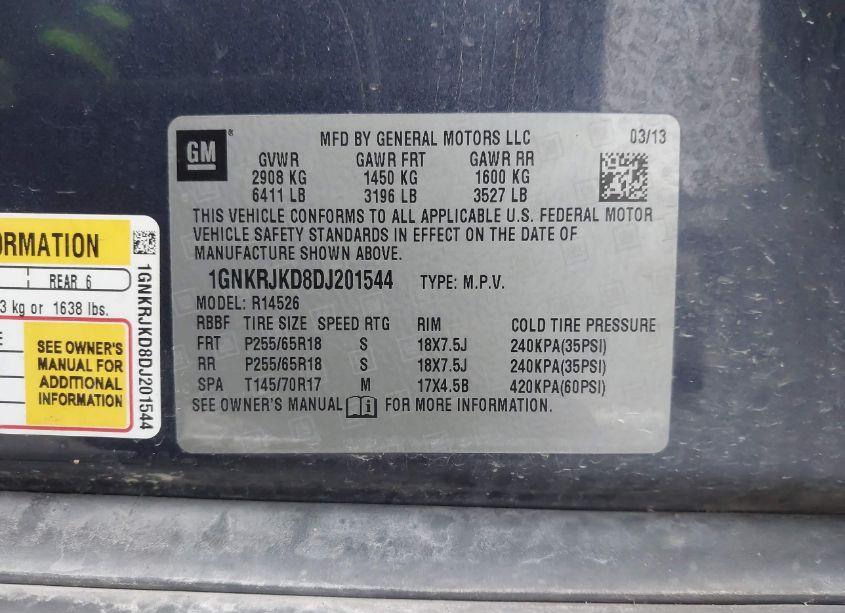 GM
MFD BY GENERAL MOTORS LLC 03/13
GVWR GAWR FRT GAWR RR
2908 KG 1450 KG 1600 KG
6411 LB 3196 LB 3527 LB
THIS VEHICLE CONFORMS TO ALL APPLICABLE U.S. FEDERAL MOTOR
VEHICLE SAFETY STANDARDS IN EFFECT ON THE DATE OF
MANUFACTURE SHOWN ABOVE.
1GNKRJKD8DJ201544 TYPE: M.P.V.
MODEL: R14526
RBBF TIRE SIZE SPEED RTG RIM COLD TIRE PRESSURE
FRT P255/65R18 S 18X7.5J 240KPA(35PSI)
RR P255/65R18 S 18X7.5J 240KPA(35PSI)
SPA T145/70R17 M 17X4.5B 420KPA(60PSI)
SEE OWNER'S MANUAL FOR MORE INFORMATION.
ORMATION
REAR 6
3 kg or 1638 lbs.
E
SEE OWNER'S
MANUAL FOR
ADDITIONAL
INFORMATION
1GNKRJKD8DJ201544